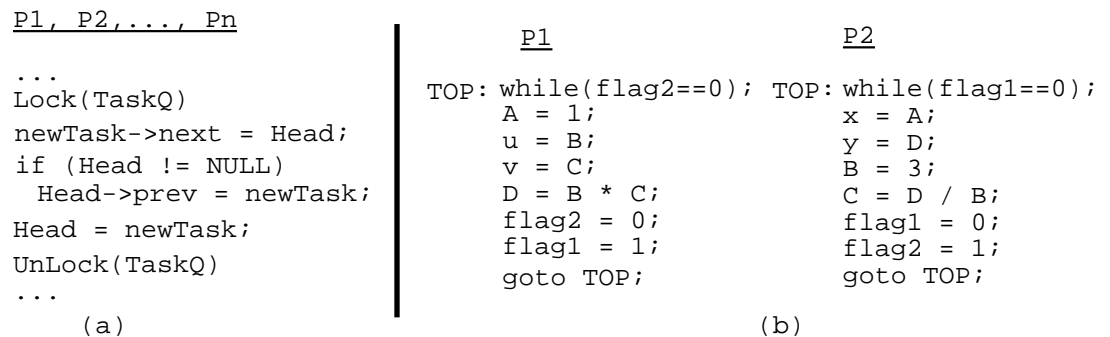 P1, P2,..., Pn
...
Lock(TaskQ)
newTask->next = Head;
if (Head != NULL)
Head->prev = newTask;
Head = newTask;
UnLock(TaskQ)
...
(a)
P1
TOP: while(flag2==0);
A = 1;
u = B;
v = C;
D = B * C;
flag2 = 0;
flag1 = 1;
goto TOP;
P2
TOP: while(flag1==0);
x = A;
y = D;
B = 3;
C = D / B;
flag1 = 0;
flag2 = 1;
goto TOP;
(b)